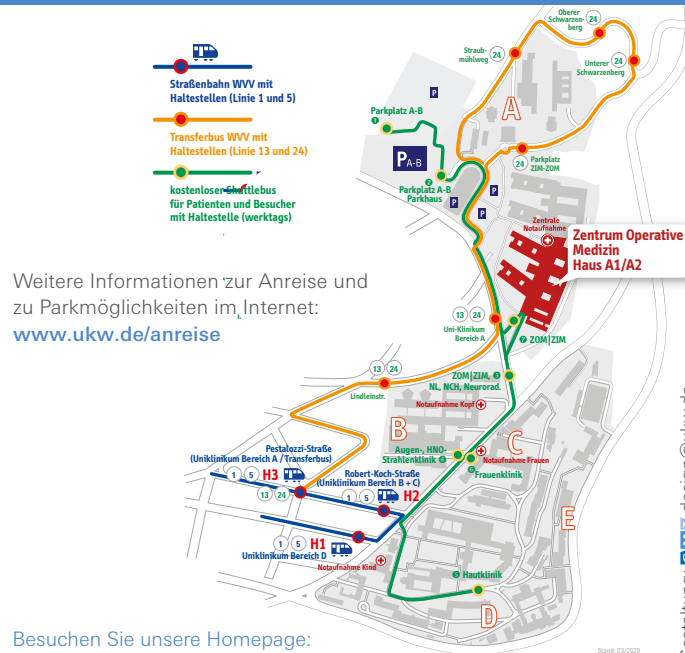 Oberer
Schwarzen-
berg
24
Straub-
mühlweg
24
24
Unterer
Schwarzenberg
Straßenbahn WVV mit
Haltestellen (Linie 1 und 5)
Transferbus WVV mit
Haltestellen (Linie 13 und 24)
kostenloser Shuttlebus
für Patienten und Besucher
mit Haltestelle (werktags)
P
A
Parkplatz A-B
1
PA-B
2
Parkplatz A-B
Parkhaus
24
Parkplatz
ZIM-ZOM
P
P
P
Zentrale
Notaufnahme
Zentrum Operative
Medizin
Haus A1/A2
Weitere Informationen zur Anreise und
zu Parkmöglichkeiten im Internet:
www.ukw.de/anreise
13 24
Uni-Klinikum
Bereich A
7 ZOM|ZIM
13 24
Lindleinstr.
ZOM|ZIM, 3
NL, NCH, Neurorad.
Notaufnahme Kopf
B
C
Augen-, HNO-
Strahlenklinik 4
Notaufnahme Frauen
6
Frauenklinik
Pestalozzi-Straße
(Uniklinikum Bereich A / Transferbus)
1 5 H3
13 24
Robert-Koch-Straße
(Uniklinikum Bereich B + C)
1 5 H2
E
1 5 H1
Uniklinikum Bereich D
Notaufnahme Kind
5 Hautklinik
D
Besuchen Sie unsere Homepage:
Stand: 03/2020
design@ukw.de